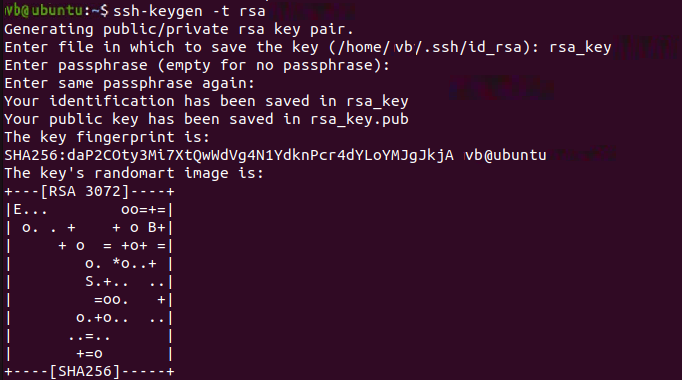 vb@ubuntu:~$ ssh-keygen -t rsa
Generating public/private rsa key pair.
Enter file in which to save the key (/home/vb/.ssh/id_rsa): rsa_key
Enter passphrase (empty for no passphrase):
Enter same passphrase again:
Your identification has been saved in rsa_key
Your public key has been saved in rsa_key.pub
The key fingerprint is:
SHA256:daP2COty3Mi7XtQwWdVg4N1YdknPcr4dYLoYMJgJkjA vb@ubuntu
The key's randomart image is:
+---[RSA 3072]----+
|E...        oo=+=|
| o. . +    + o B+|
|     + o  = +o+ =|
|        o. *o..+ |
|        S.+..  ..|
|         =oo.   +|
|       o.+o..  ..|
|      ..=..      |
|       +=o       |
+----[SHA256]-----+